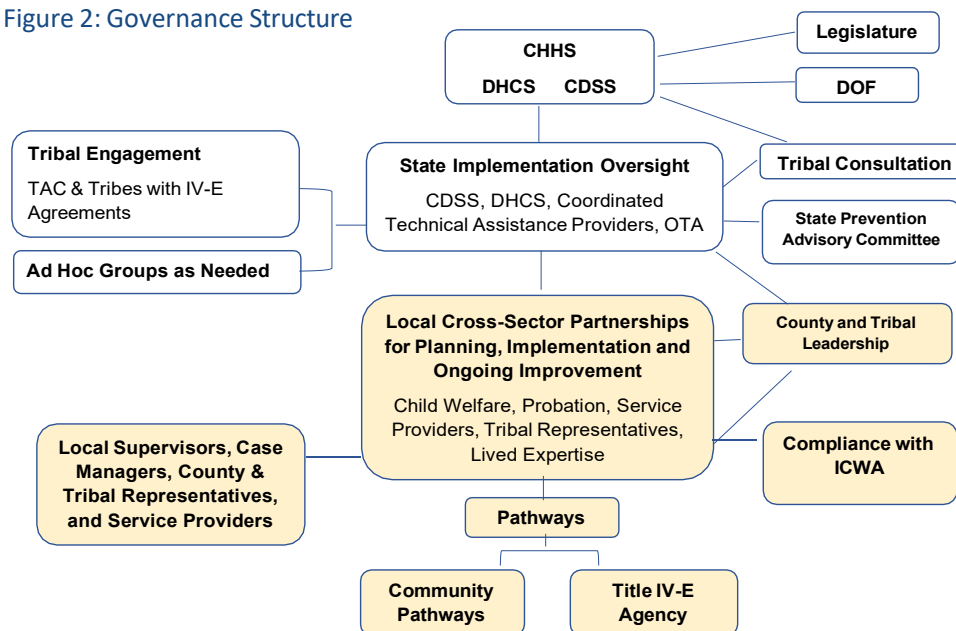 Figure 2: Governance Structure
CHHS
DHCS CDSS
Legislature
DOF
Tribal Engagement
TAC & Tribes with IV-E
Agreements
Ad Hoc Groups as Needed
State Implementation Oversight
CDSS, DHCS, Coordinated
Technical Assistance Providers, OTA
Tribal Consultation
State Prevention
Advisory Committee
Local Cross-Sector Partnerships
for Planning, Implementation and
Ongoing Improvement
Child Welfare, Probation, Service
Providers, Tribal Representatives,
Lived Expertise
County and Tribal
Leadership
Local Supervisors, Case
Managers, County &
Tribal Representatives,
and Service Providers
Compliance with
ICWA
Pathways
Community
Pathways
Title IV-E
Agency